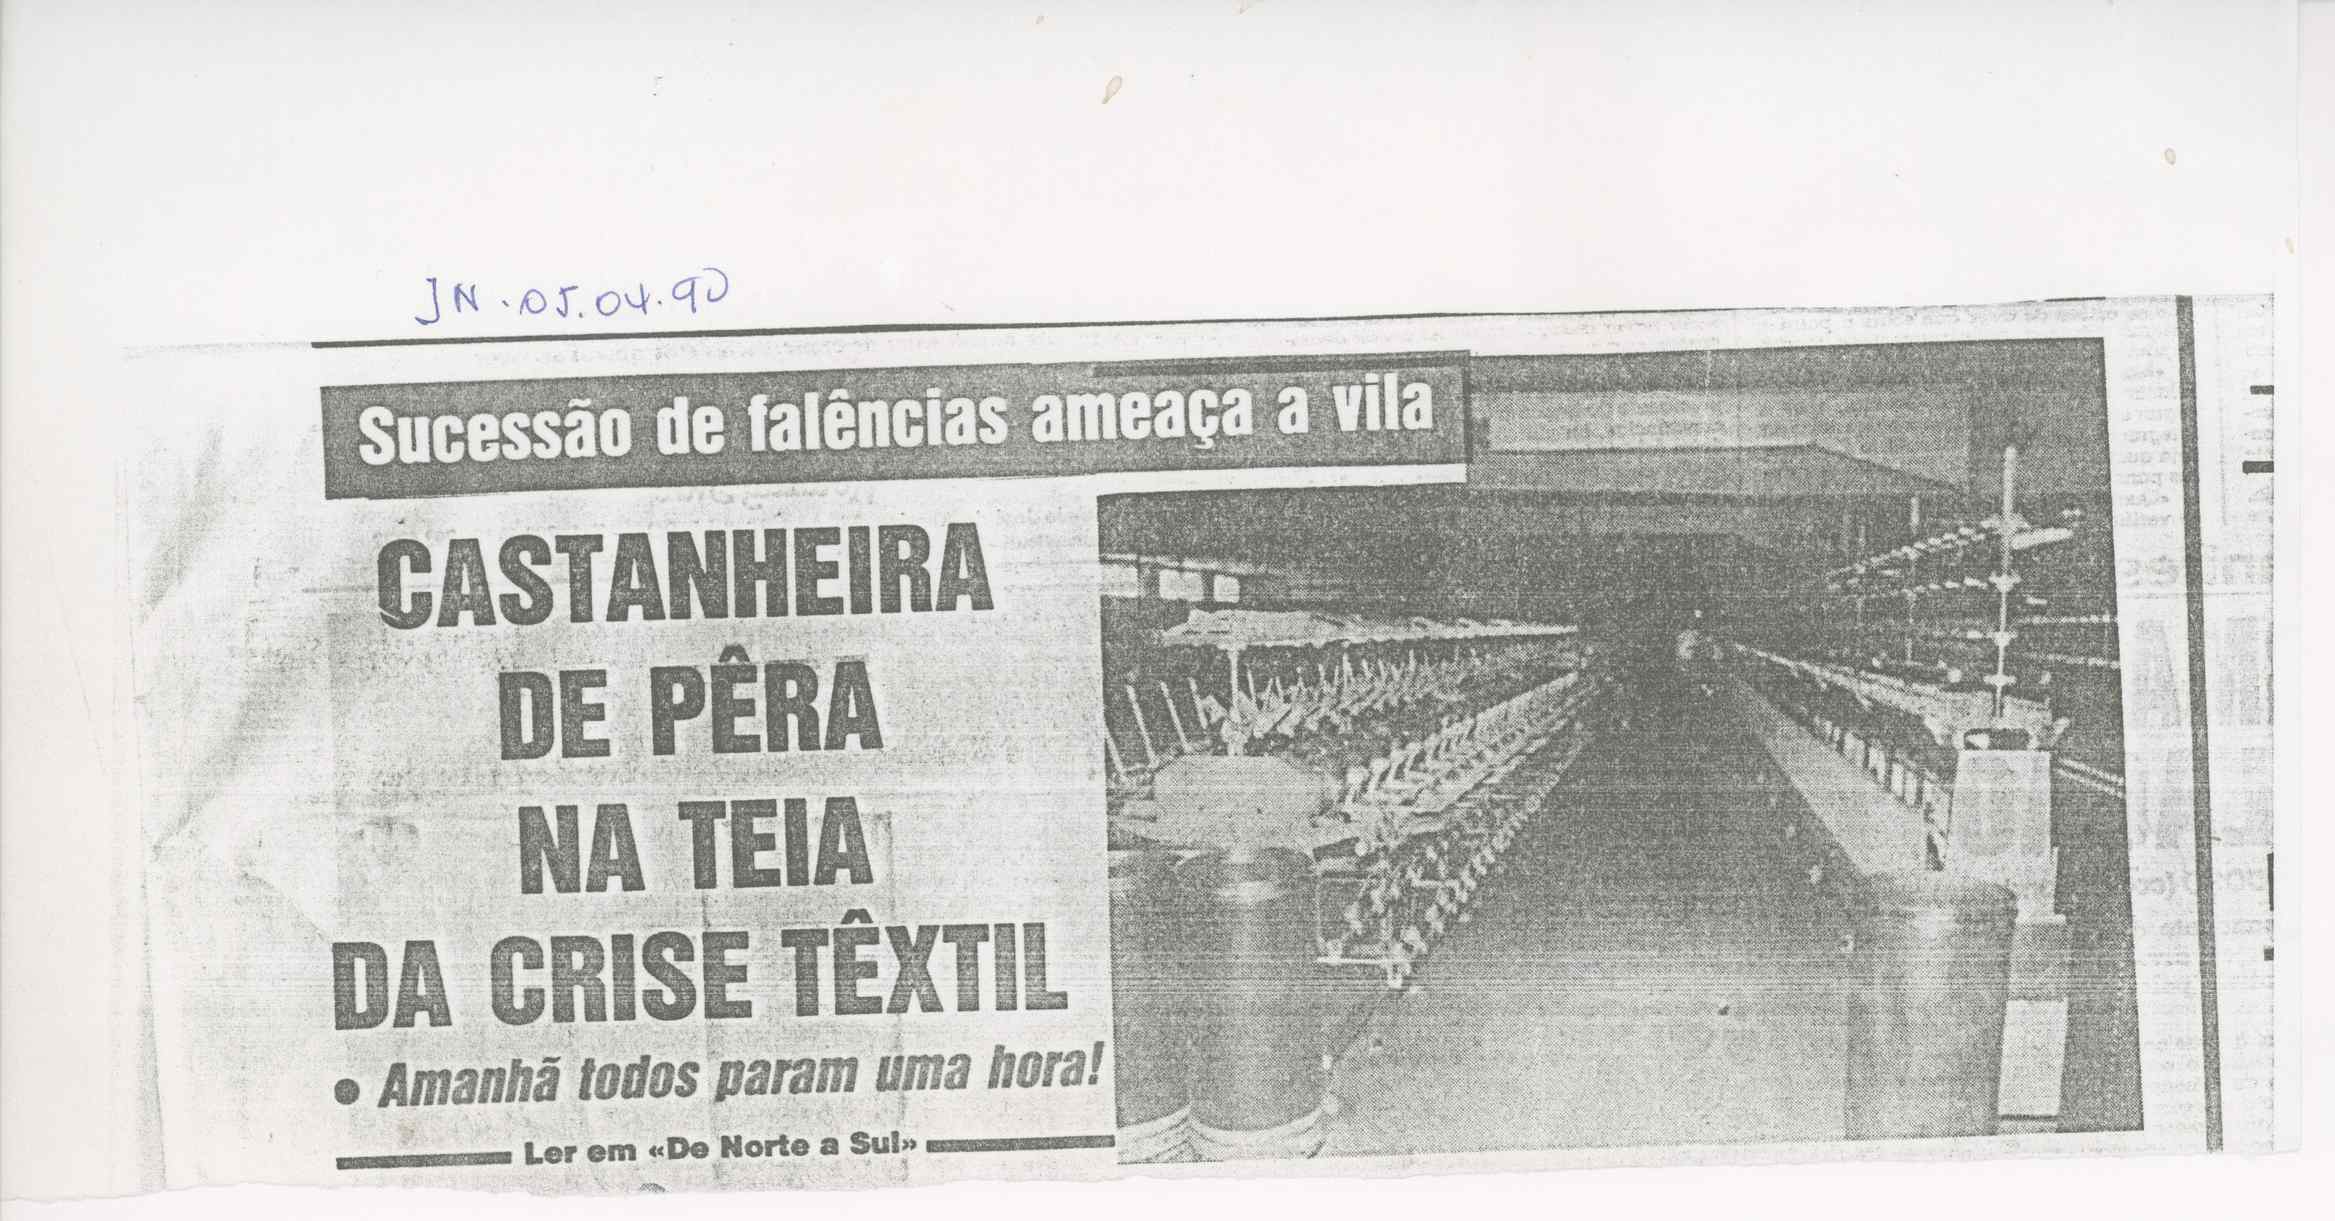 JN. 05.04.90
Sucessão de falências ameaça a vila
CASTANHEIRA
DE PÊRA
NA TEIA
DA CRISE TÊXTIL
● Amanhã todos param uma hora!
Ler em «De Norte a Sul»